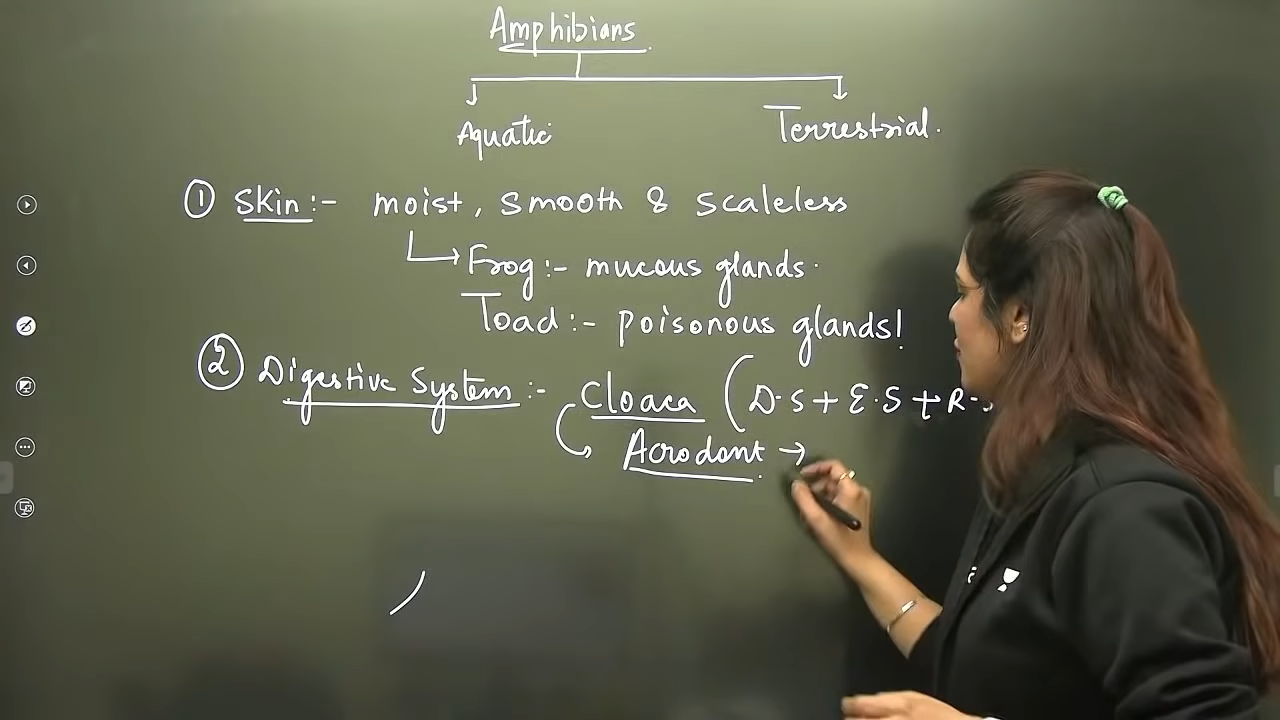 Amphibians.
Aquatic Terrestrial.
① Skin :- moist, smooth & scaleless
Frog :- mucous glands.
Toad :- poisonous glands!
② Digestive System :- Cloaca (D.S + E.S + R.S
Acrodont →